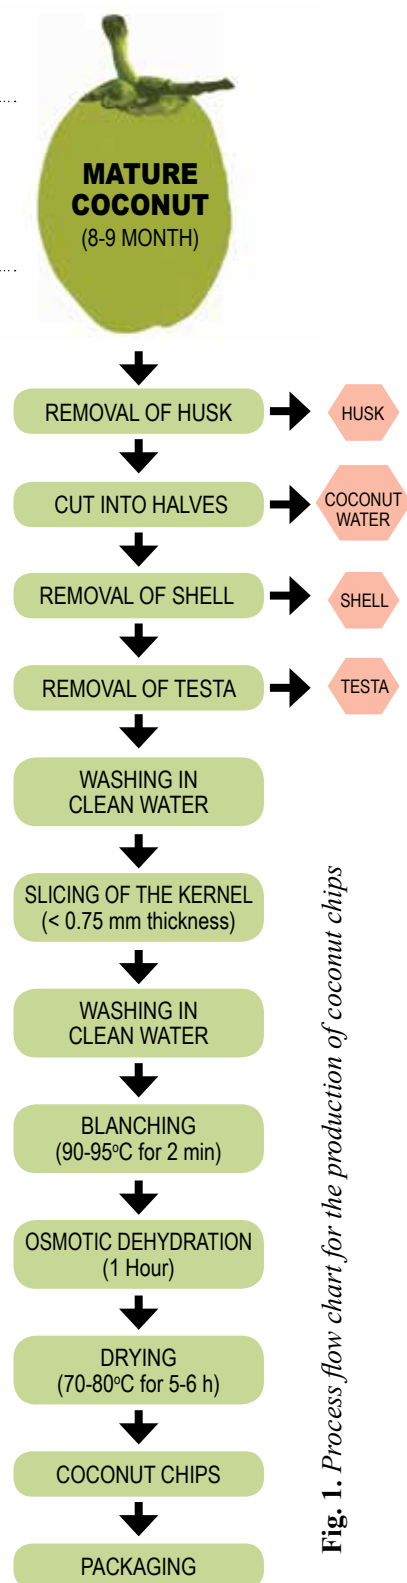 MATURE
COCONUT
(8-9 MONTH)
REMOVAL OF HUSK
HUSK
CUT INTO HALVES
COCONUT
WATER
REMOVAL OF SHELL
SHELL
REMOVAL OF TESTA
TESTA
WASHING IN
CLEAN WATER
SLICING OF THE KERNEL
(< 0.75 mm thickness)
WASHING IN
CLEAN WATER
BLANCHING
(90-95°C for 2 min)
OSMOTIC DEHYDRATION
(1 Hour)
DRYING
(70-80°C for 5-6 h)
COCONUT CHIPS
PACKAGING
Fig. 1. Process flow chart for the production of coconut chips